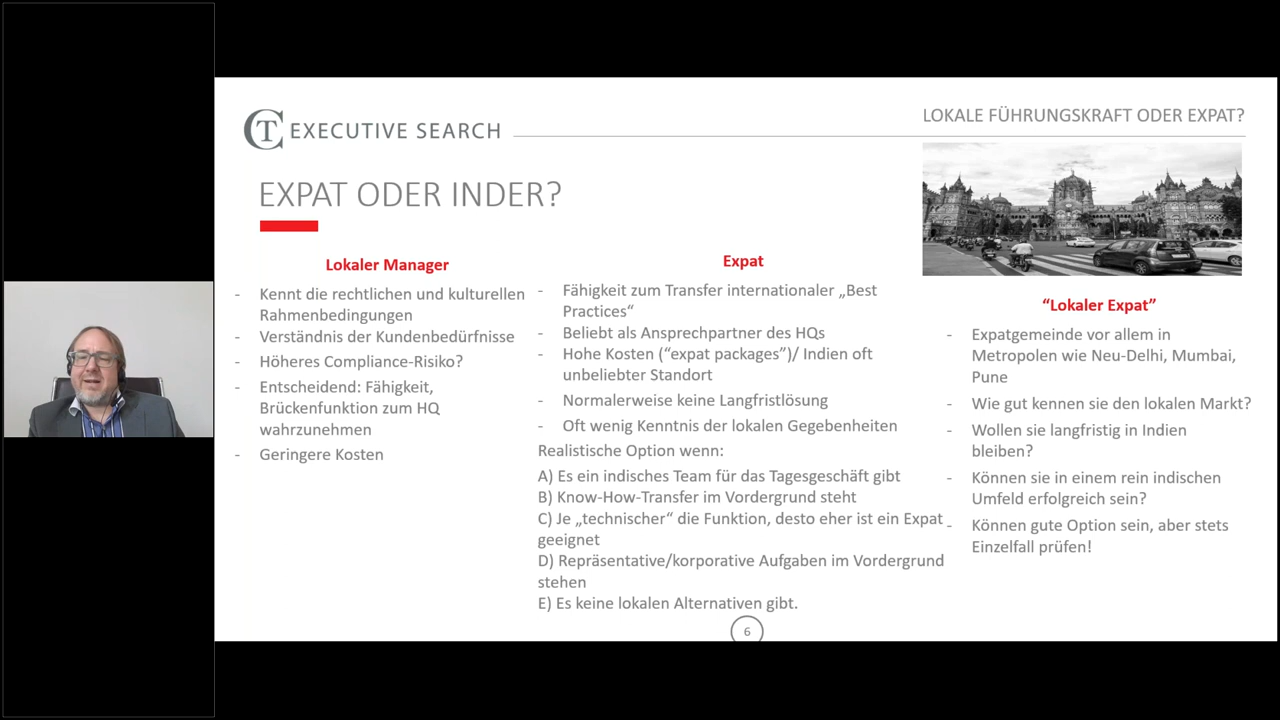 CT EXECUTIVE SEARCH
LOKALE FÜHRUNGSKRAFT ODER EXPAT?
EXPAT ODER INDER?
Lokaler Manager
- Kennt die rechtlichen und kulturellen
Rahmenbedingungen
- Verständnis der Kundenbedürfnisse
- Höheres Compliance-Risiko?
- Entscheidend: Fähigkeit,
Brückenfunktion zum HQ
wahrzunehmen
- Geringere Kosten
Expat
- Fähigkeit zum Transfer internationaler „Best
Practices“
- Beliebt als Ansprechpartner des HQs
- Hohe Kosten (“expat packages”)/ Indien oft
unbeliebter Standort
- Normalerweise keine Langfristlösung
- Oft wenig Kenntnis der lokalen Gegebenheiten
Realistische Option wenn:
A) Es ein indisches Team für das Tagesgeschäft gibt
B) Know-How-Transfer im Vordergrund steht
C) Je „technischer“ die Funktion, desto eher ist ein Expat
geeignet
D) Repräsentative/korporative Aufgaben im Vordergrund
stehen
E) Es keine lokalen Alternativen gibt.
“Lokaler Expat”
- Expatgemeinde vor allem in
Metropolen wie Neu-Delhi, Mumbai,
Pune
- Wie gut kennen sie den lokalen Markt?
- Wollen sie langfristig in Indien
bleiben?
- Können sie in einem rein indischen
Umfeld erfolgreich sein?
- Können gute Option sein, aber stets
Einzelfall prüfen!
6